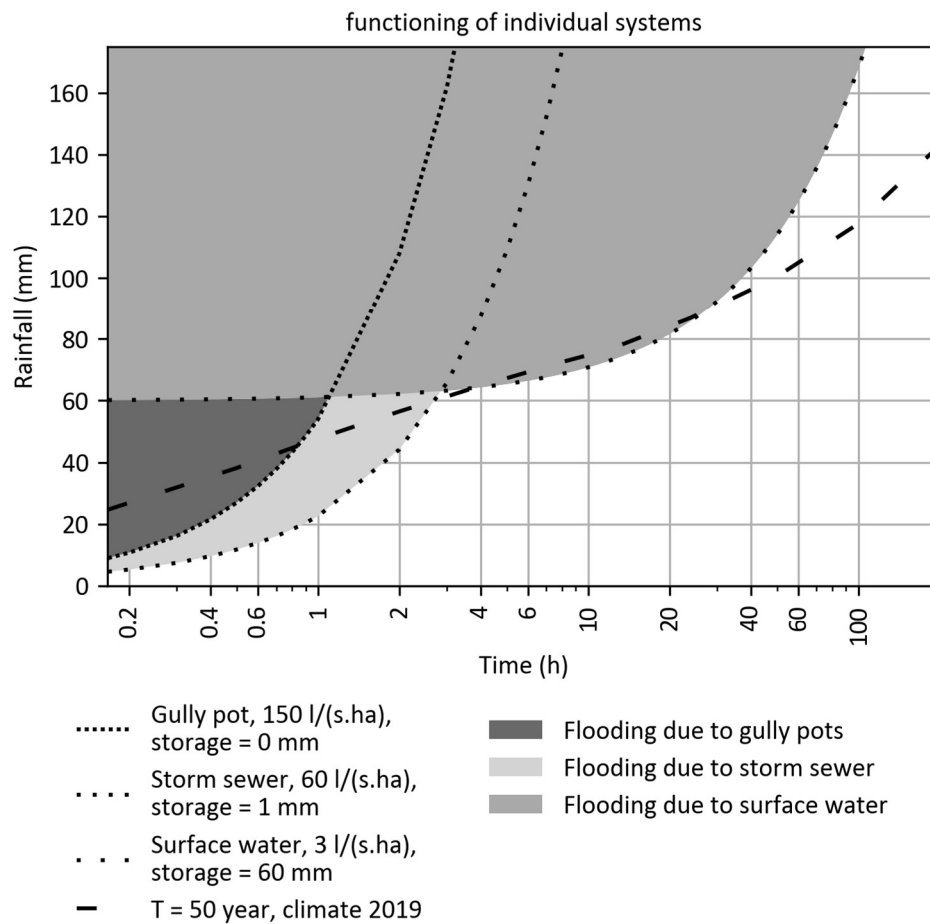 functioning of individual systems
Rainfall (mm)
160
140
120
100
80
60
40
20
0
0.2
0.4
0.6
1
2
4
6
10
20
40
60
100
Time (h)
Gully pot, 150 l/(s.ha),
storage = 0 mm
Storm sewer, 60 l/(s.ha),
storage = 1 mm
Surface water, 3 l/(s.ha),
storage = 60 mm
T = 50 year, climate 2019
Flooding due to gully pots
Flooding due to storm sewer
Flooding due to surface water